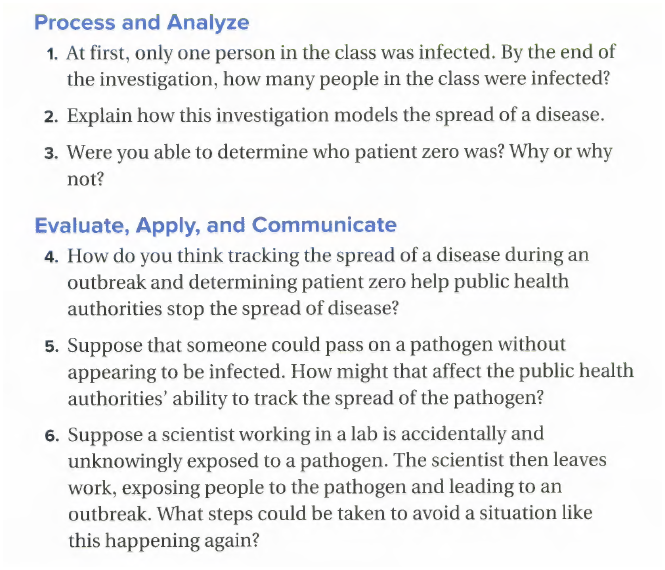 Process and Analyze
1. At first, only one person in the class was infected. By the end of
the investigation, how many people in the class were infected?
2. Explain how this investigation models the spread of a disease.
3. Were you able to determine who patient zero was? Why or why
not?
Evaluate, Apply, and Communicate
4. How do you think tracking the spread of a disease during an
outbreak and determining patient zero help public health
authorities stop the spread of disease?
5. Suppose that someone could pass on a pathogen without
appearing to be infected. How might that affect the public health
authorities' ability to track the spread of the pathogen?
6. Suppose a scientist working in a lab is accidentally and
unknowingly exposed to a pathogen. The scientist then leaves
work, exposing people to the pathogen and leading to an
outbreak. What steps could be taken to avoid a situation like
this happening again?